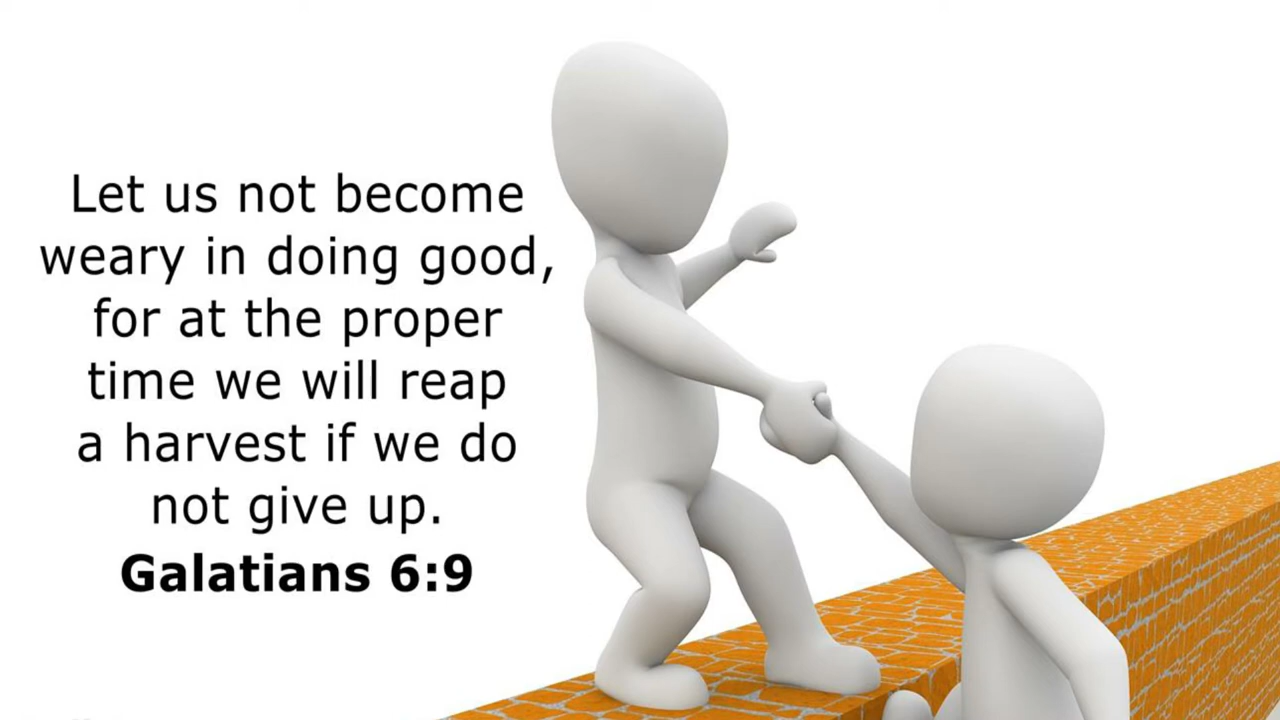 Let us not become
weary in doing good,
for at the proper
time we will reap
a harvest if we do
not give up.
Galatians 6:9